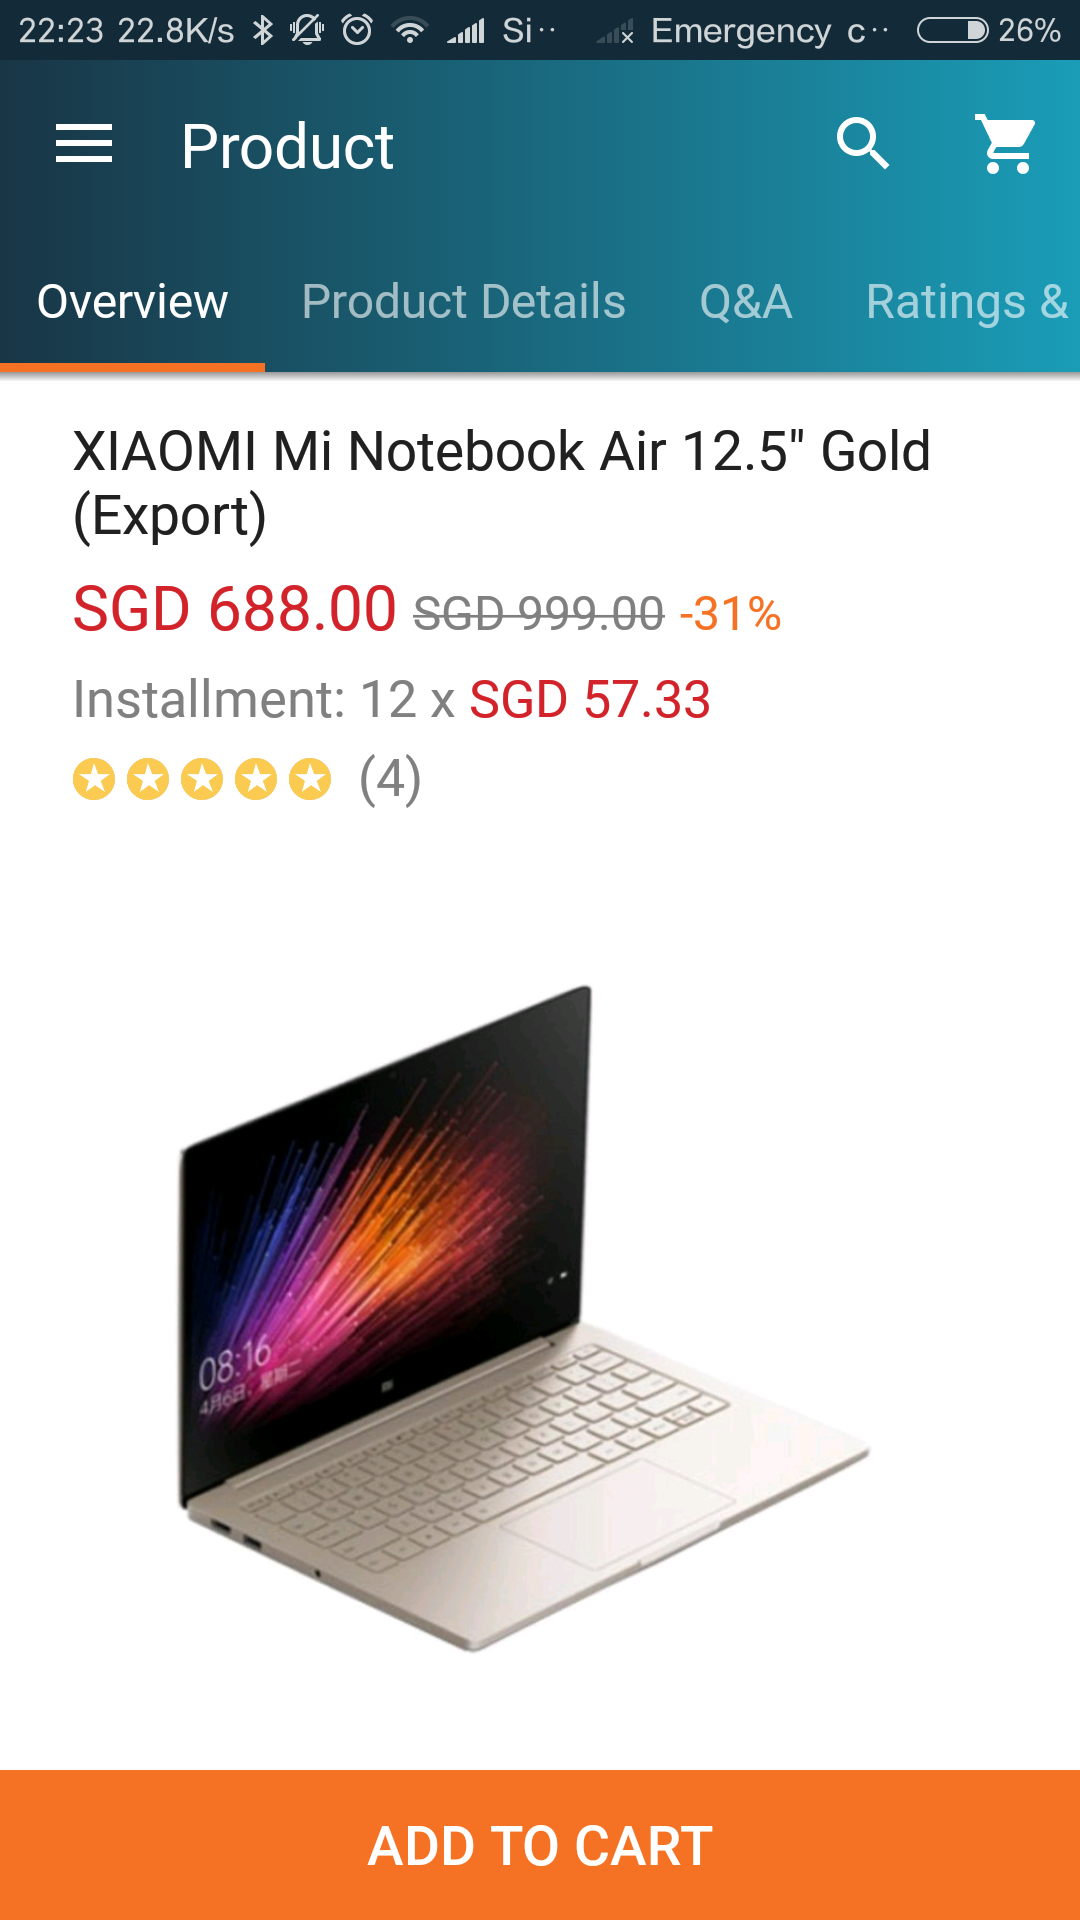 22:23 22.8K/s Si·· Emergency c·· 26%
Product
Overview Product Details Q&A Ratings &
XIAOMI Mi Notebook Air 12.5" Gold
(Export)
SGD 688.00 SGD 999.00 -31%
Installment: 12 x SGD 57.33
(4)
08:16
4月6日，星期二
mi
ADD TO CART